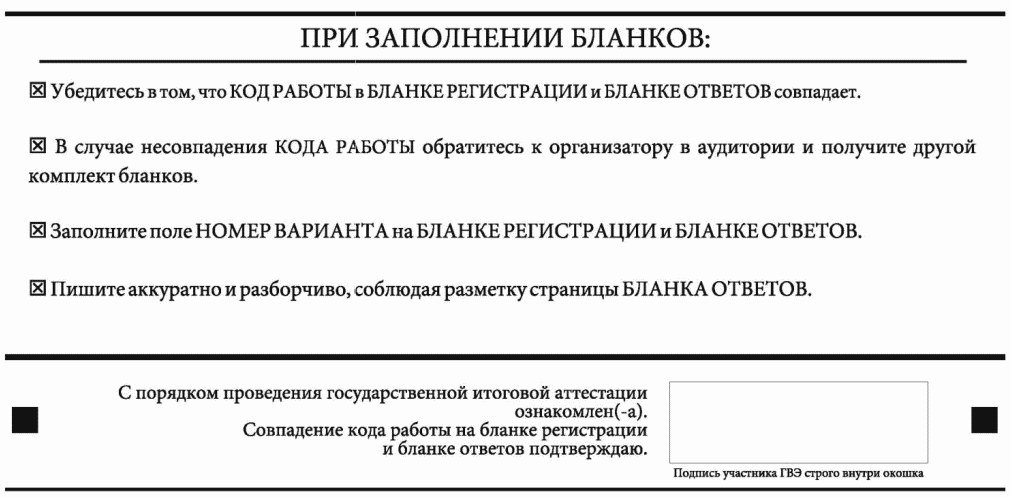 ПРИ ЗАПОЛНЕНИИ БЛАНКОВ:
☒ Убедитесь в том, что КОД РАБОТЫ в БЛАНКЕ РЕГИСТРАЦИИ и БЛАНКЕ ОТВЕТОВ совпадает.
☒ В случае несовпадения КОДА РАБОТЫ обратитесь к организатору в аудитории и получите другой
комплект бланков.
☒ Заполните поле НОМЕР ВАРИАНТА на БЛАНКЕ РЕГИСТРАЦИИ и БЛАНКЕ ОТВЕТОВ.
☒ Пишите аккуратно и разборчиво, соблюдая разметку страницы БЛАНКА ОТВЕТОВ.
С порядком проведения государственной итоговой аттестации
ознакомлен(-а).
Совпадение кода работы на бланке регистрации
и бланке ответов подтверждаю.
Подпись участника ГВЭ строго внутри окошка